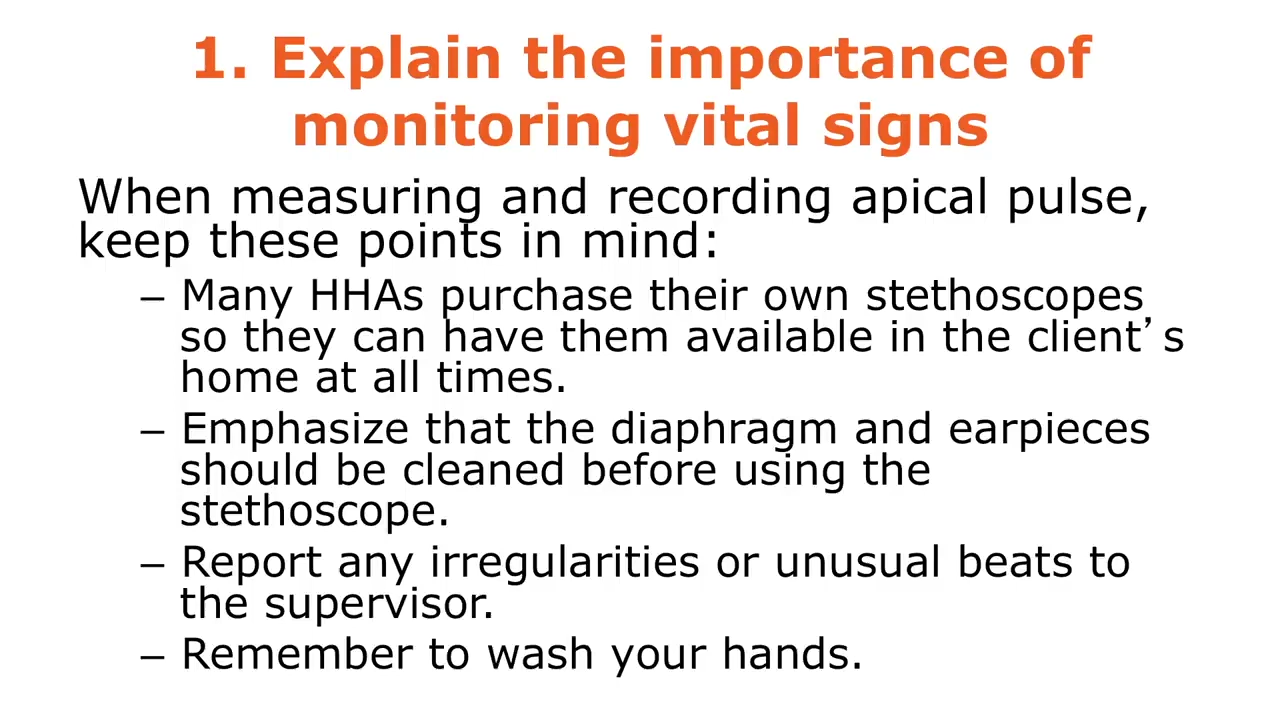 1. Explain the importance of
monitoring vital signs
When measuring and recording apical pulse,
keep these points in mind:
– Many HHAs purchase their own stethoscopes
so they can have them available in the client’s
home at all times.
– Emphasize that the diaphragm and earpieces
should be cleaned before using the
stethoscope.
– Report any irregularities or unusual beats to
the supervisor.
– Remember to wash your hands.